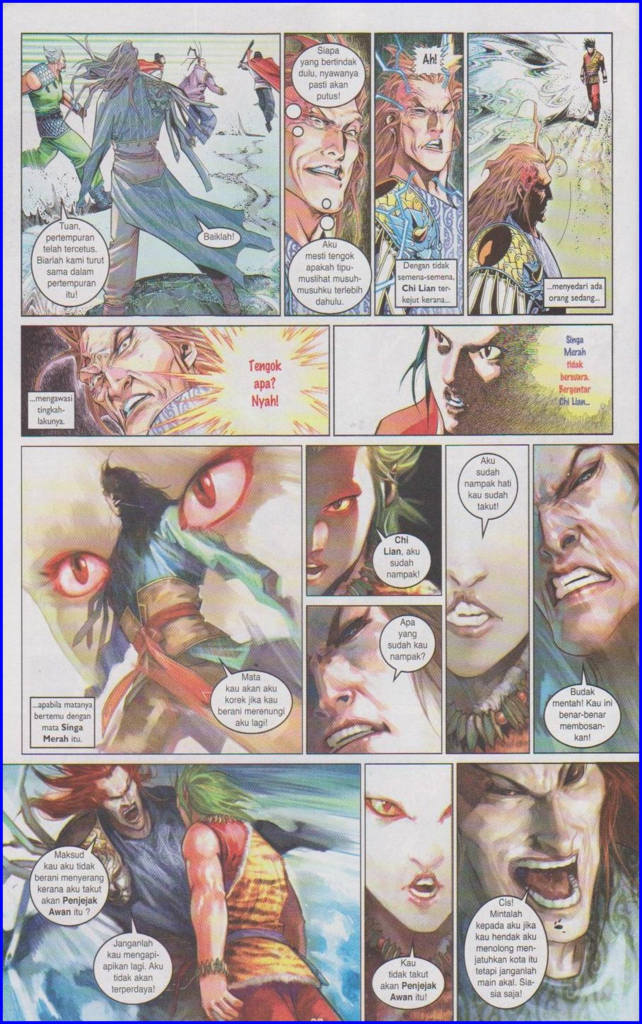 Tuan,
pertempuran
telah tercetus.
Biarlah kami turut
sama dalam
pertempuran
itu!
Baiklah!
Siapa
yang bertindak
dulu, nyawanya
pasti akan
putus!
Aku
mesti tengok
apakah tipu-
muslihat musuh-
musuhku terlebih
dahulu.
Ah!
Dengan tidak
semena-semena,
Chi Lian ter-
kejut kerana...
...menyedari ada
orang sedang...
...mengawasi
tingkah-
lakunya.
Tengok
apa?
Nyah!
Singa
Merah
tidak
bersuara.
Bergentar
Chi Lian...
...apabila matanya
bertemu dengan
mata Singa
Merah itu.
Mata
kau akan aku
korek jika kau
berani merenungi
aku lagi!
Chi
Lian, aku
sudah
nampak!
Apa
yang
sudah kau
nampak?
Aku
sudah
nampak hati
kau sudah
takut!
Budak
mentah! Kau ini
benar-benar
membosan-
kan!
Maksud
kau aku tidak
berani menyerang
kerana aku takut
akan Penjejak
Awan itu ?
Janganlah
kau mengapi-
apikan lagi. Aku
tidak akan
terperdaya!
Kau
tidak takut
akan Penjejak
Awan itu!
Cis!
Mintalah
kepada aku jika
kau hendak aku
menolong men-
jatuhkan kota itu
tetapi janganlah
main akal. Sia-
sia saja!